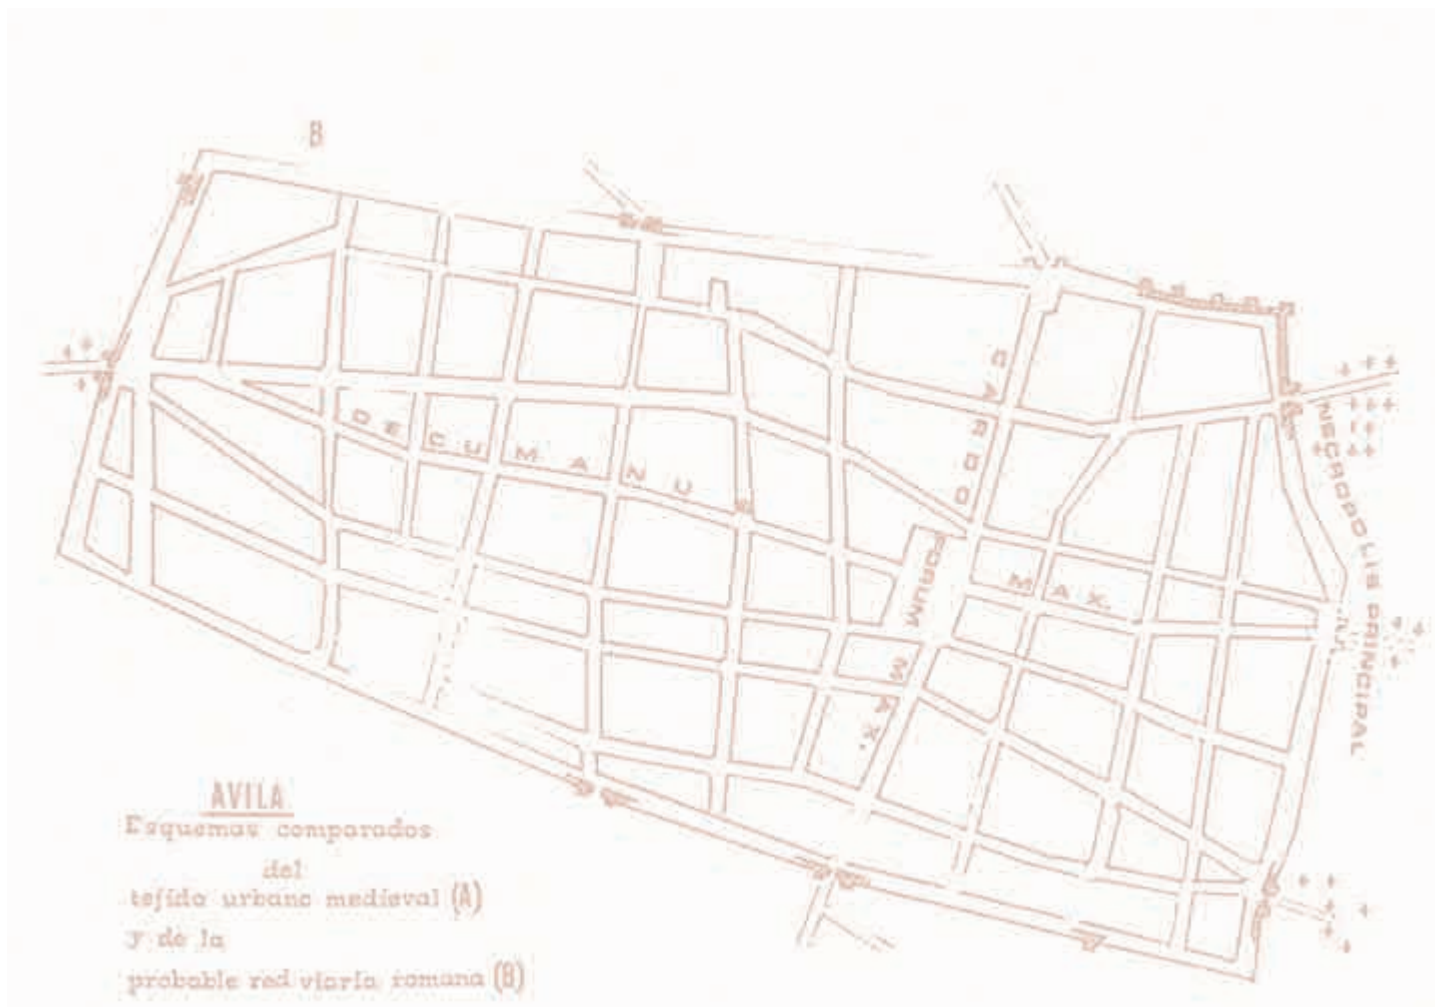 B
DECUMANU
CARDO
FORUM
MAX.
MAX.
NECROPOLIS PRINCIPAL
AVILA
Esquemas comparados
del
tejido urbano medieval (A)
y de la
probable red viaria romana (B)